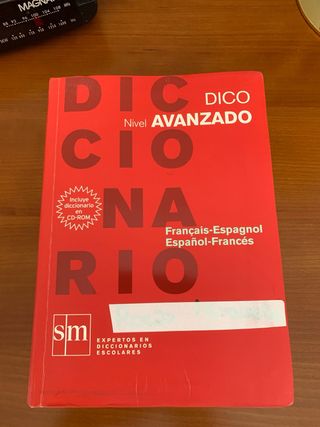 MAGNA
DIC
CIO
NA
RIO
DICO
Nivel AVANZADO
Incluye
diccionario
en
CD-ROM
Français-Espagnol
Español-Francés
sm
EXPERTOS EN
DICCIONARIOS
ESCOLARES